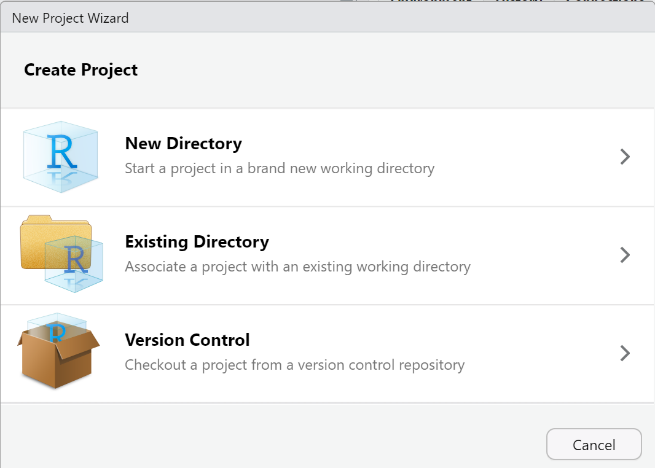 New Project Wizard
Create Project
R
New Directory
Start a project in a brand new working directory
R
Existing Directory
Associate a project with an existing working directory
R
Version Control
Checkout a project from a version control repository
Cancel